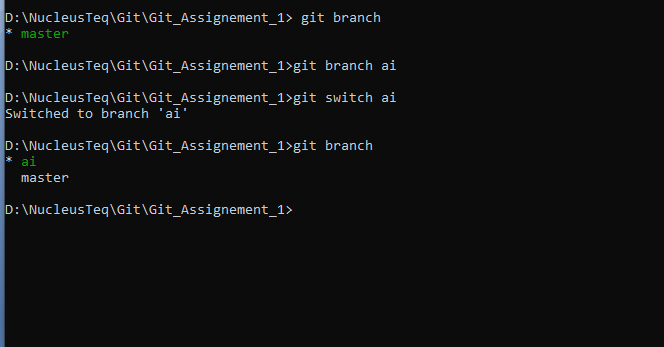 D:\NucleusTeq\Git\Git_Assignement_1> git branch
* master
D:\NucleusTeq\Git\Git_Assignement_1>git branch ai
D:\NucleusTeq\Git\Git_Assignement_1>git switch ai
Switched to branch 'ai'
D:\NucleusTeq\Git\Git_Assignement_1>git branch
* ai
  master
D:\NucleusTeq\Git\Git_Assignement_1>